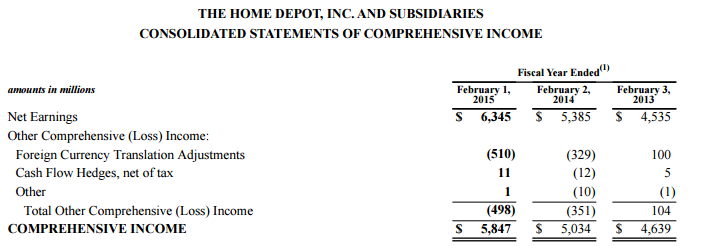 THE HOME DEPOT, INC. AND SUBSIDIARIES
CONSOLIDATED STATEMENTS OF COMPREHENSIVE INCOME
Fiscal Year Ended(1)
amounts in millions February 1, 2015 February 2, 2014 February 3, 2013
Net Earnings $ 6,345 $ 5,385 $ 4,535
Other Comprehensive (Loss) Income:
Foreign Currency Translation Adjustments (510) (329) 100
Cash Flow Hedges, net of tax 11 (12) 5
Other 1 (10) (1)
Total Other Comprehensive (Loss) Income (498) (351) 104
COMPREHENSIVE INCOME $ 5,847 $ 5,034 $ 4,639